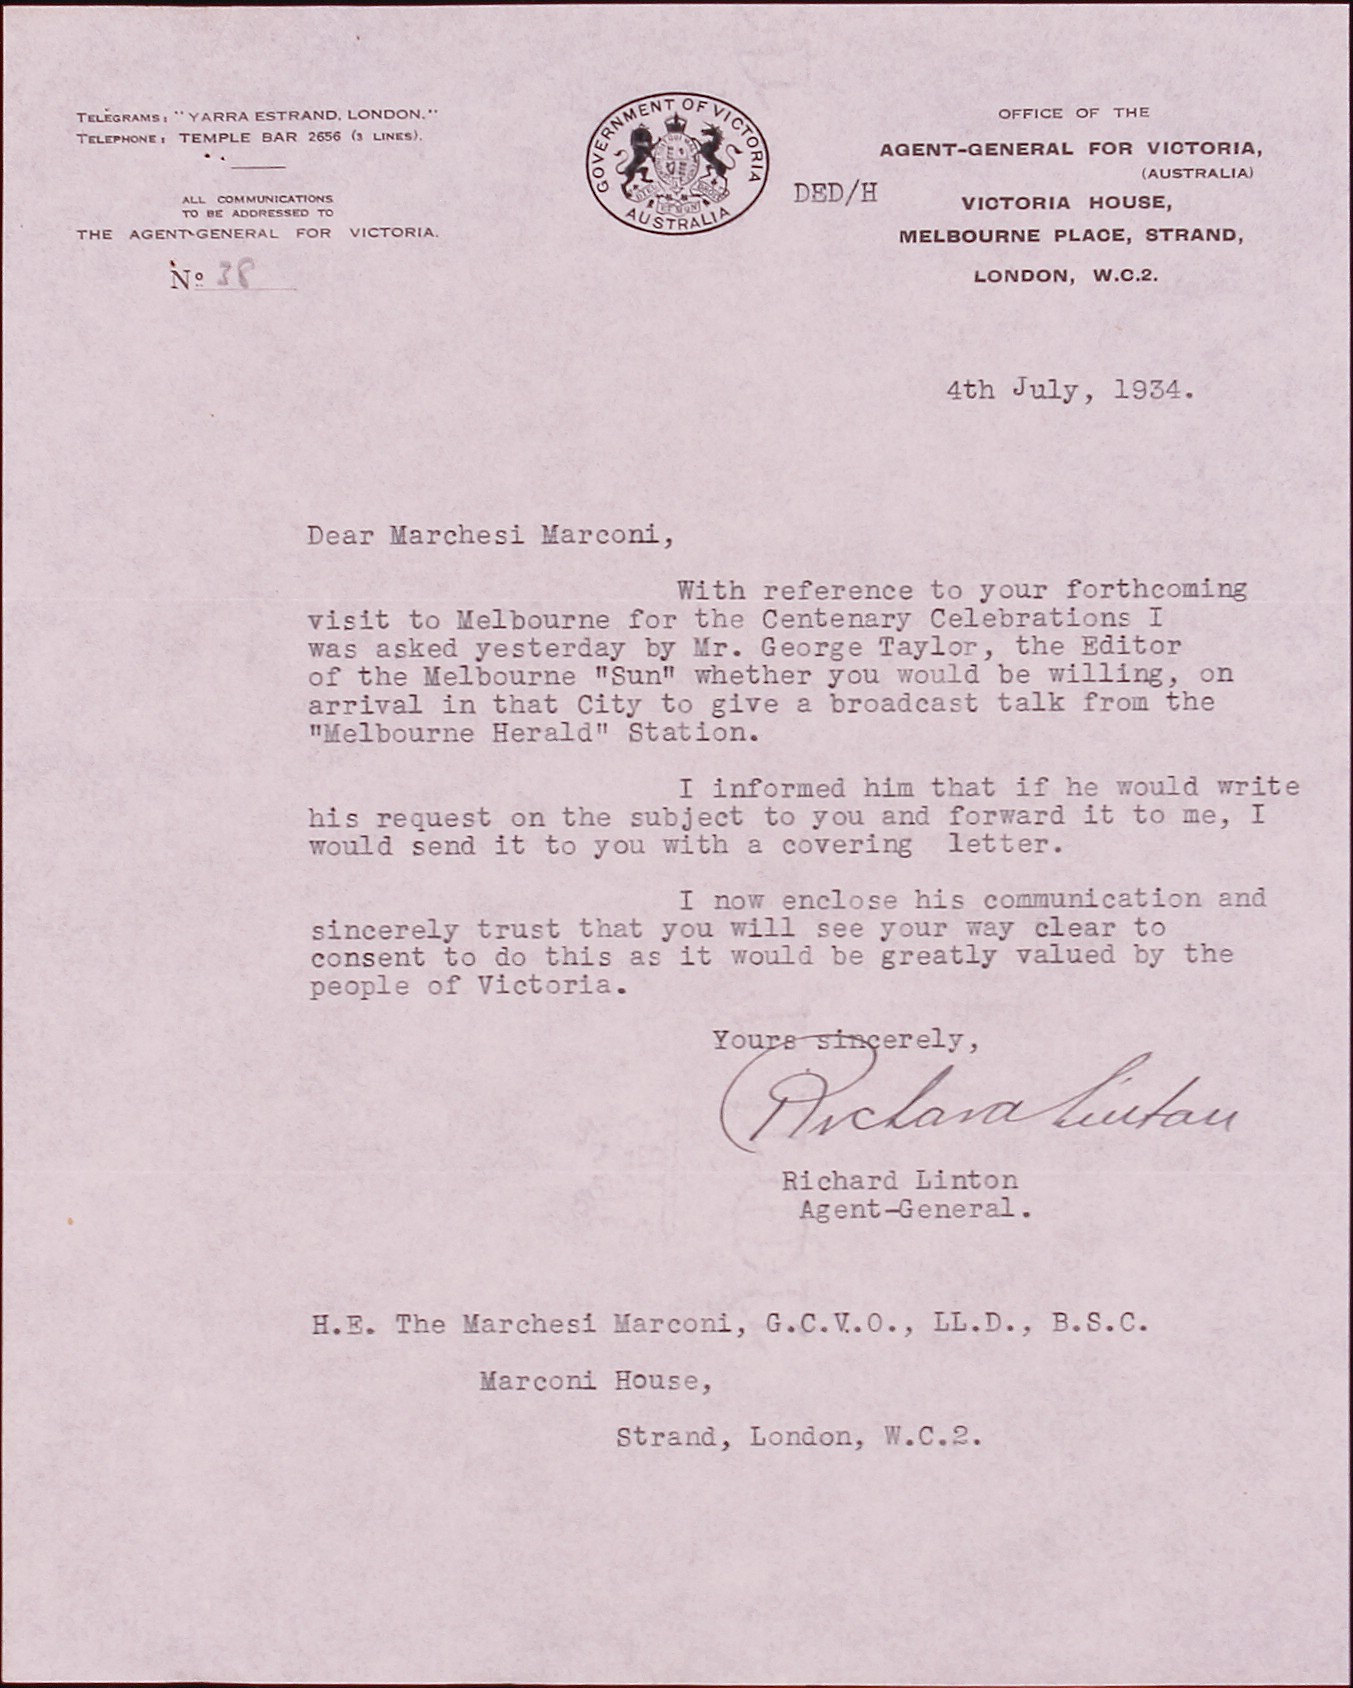 TELEGRAMS: "YARRA ESTRAND, LONDON."
TELEPHONE: TEMPLE BAR 2656 (3 LINES).
ALL COMMUNICATIONS
TO BE ADDRESSED TO
THE AGENT-GENERAL FOR VICTORIA.
No. 38
GOVERNMENT OF VICTORIA
AUSTRALIA
DED/H
OFFICE OF THE
AGENT-GENERAL FOR VICTORIA,
(AUSTRALIA)
VICTORIA HOUSE,
MELBOURNE PLACE, STRAND,
LONDON, W.C.2.
4th July, 1934.
Dear Marchesi Marconi,
With reference to your forthcoming
visit to Melbourne for the Centenary Celebrations I
was asked yesterday by Mr. George Taylor, the Editor
of the Melbourne "Sun" whether you would be willing, on
arrival in that City to give a broadcast talk from the
"Melbourne Herald" Station.
I informed him that if he would write
his request on the subject to you and forward it to me, I
would send it to you with a covering letter.
I now enclose his communication and
sincerely trust that you will see your way clear to
consent to do this as it would be greatly valued by the
people of Victoria.
Yours sincerely,
Richard Linton
Richard Linton
Agent-General.
H.E. The Marchesi Marconi, G.C.V.O., LL.D., B.S.C.
Marconi House,
Strand, London, W.C.2.